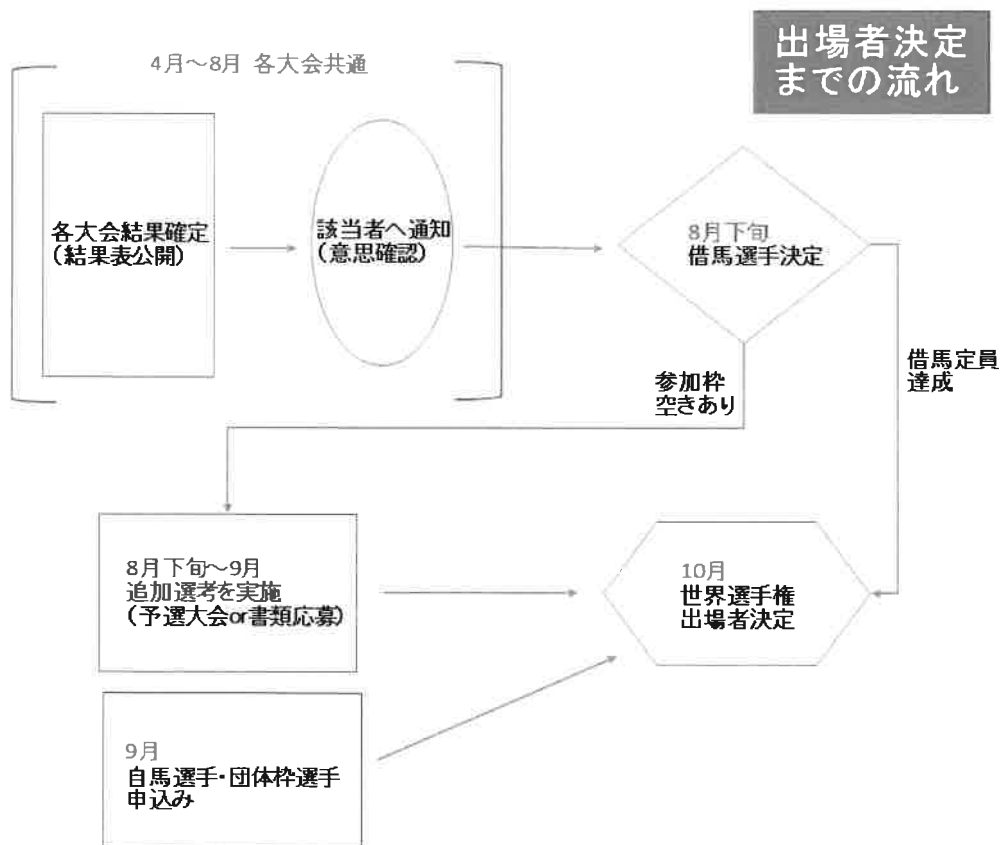 出場者決定
までの流れ
4月～8月 各大会共通
各大会結果確定
（結果表公開）
該当者へ通知
（意思確認）
8月下旬
借馬選手決定
参加枠
空きあり
借馬定員
達成
8月下旬～9月
追加選考を実施
（予選大会or書類応募）
10月
世界選手権
出場者決定
9月
自馬選手・団体枠選手
申込み